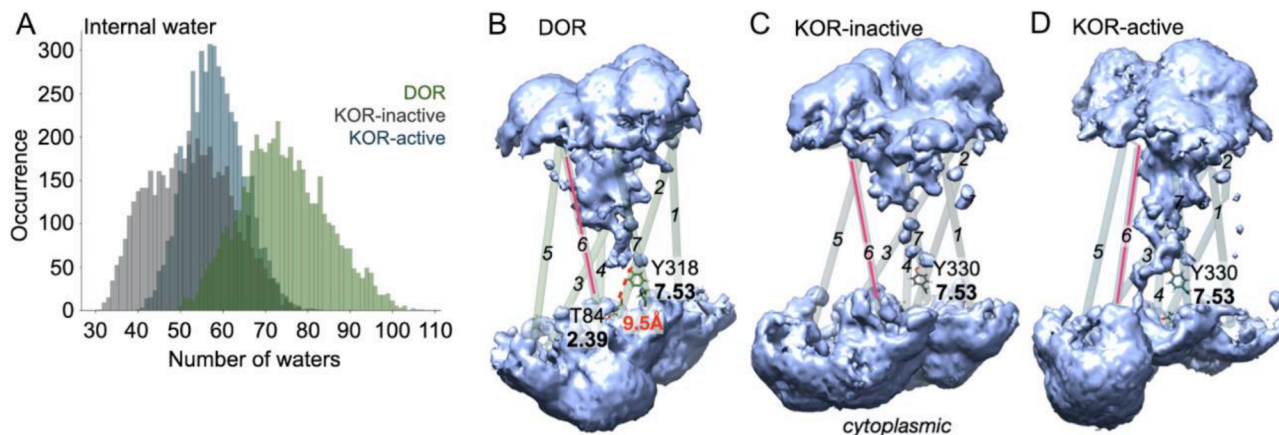 A
Internal water
300
250
200
150
100
50
0
Occurrence
DOR
KOR-inactive
KOR-active
30 40 50 60 70 80 90 100 110
Number of waters
B DOR
2
1
5
6
7
3
4
Y318
7.53
T84
2.39
9.5Å
C KOR-inactive
2
1
5
7
6
3
4
1
Y330
7.53
cytoplasmic
D KOR-active
2
7
1
5
6
3
4
Y330
7.53